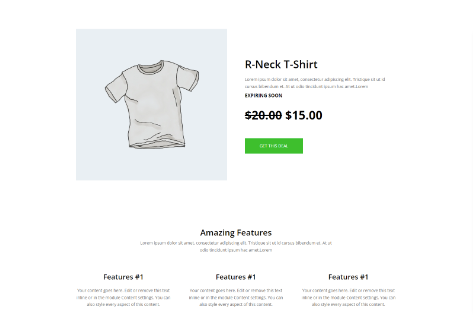 R-Neck T-Shirt
Lorem ipsum dolor sit amet, consectetur adipiscing elit. Tristique sit ut id
cursus bibendum et. In et odio tincidunt ipsum leo amet.Lorem
EXPIRING SOON
$20.00 $15.00
GET THIS DEAL
Amazing Features
Lorem ipsum dolor sit amet, consectetur adipiscing elit. Tristique sit id cursus bibendum et. At at
odio tincidunt ipsum leo amet.Lorem
Features #1
Your content goes here. Edit or remove this text
inline or in the module Content settings. You can
also style every aspect of this content.
Features #1
Your content goes here. Edit or remove this text
inline or in the module Content settings. You can
also style every aspect of this content.
Features #1
Your content goes here. Edit or remove this text
inline or in the module Content settings. You can
also style every aspect of this content.